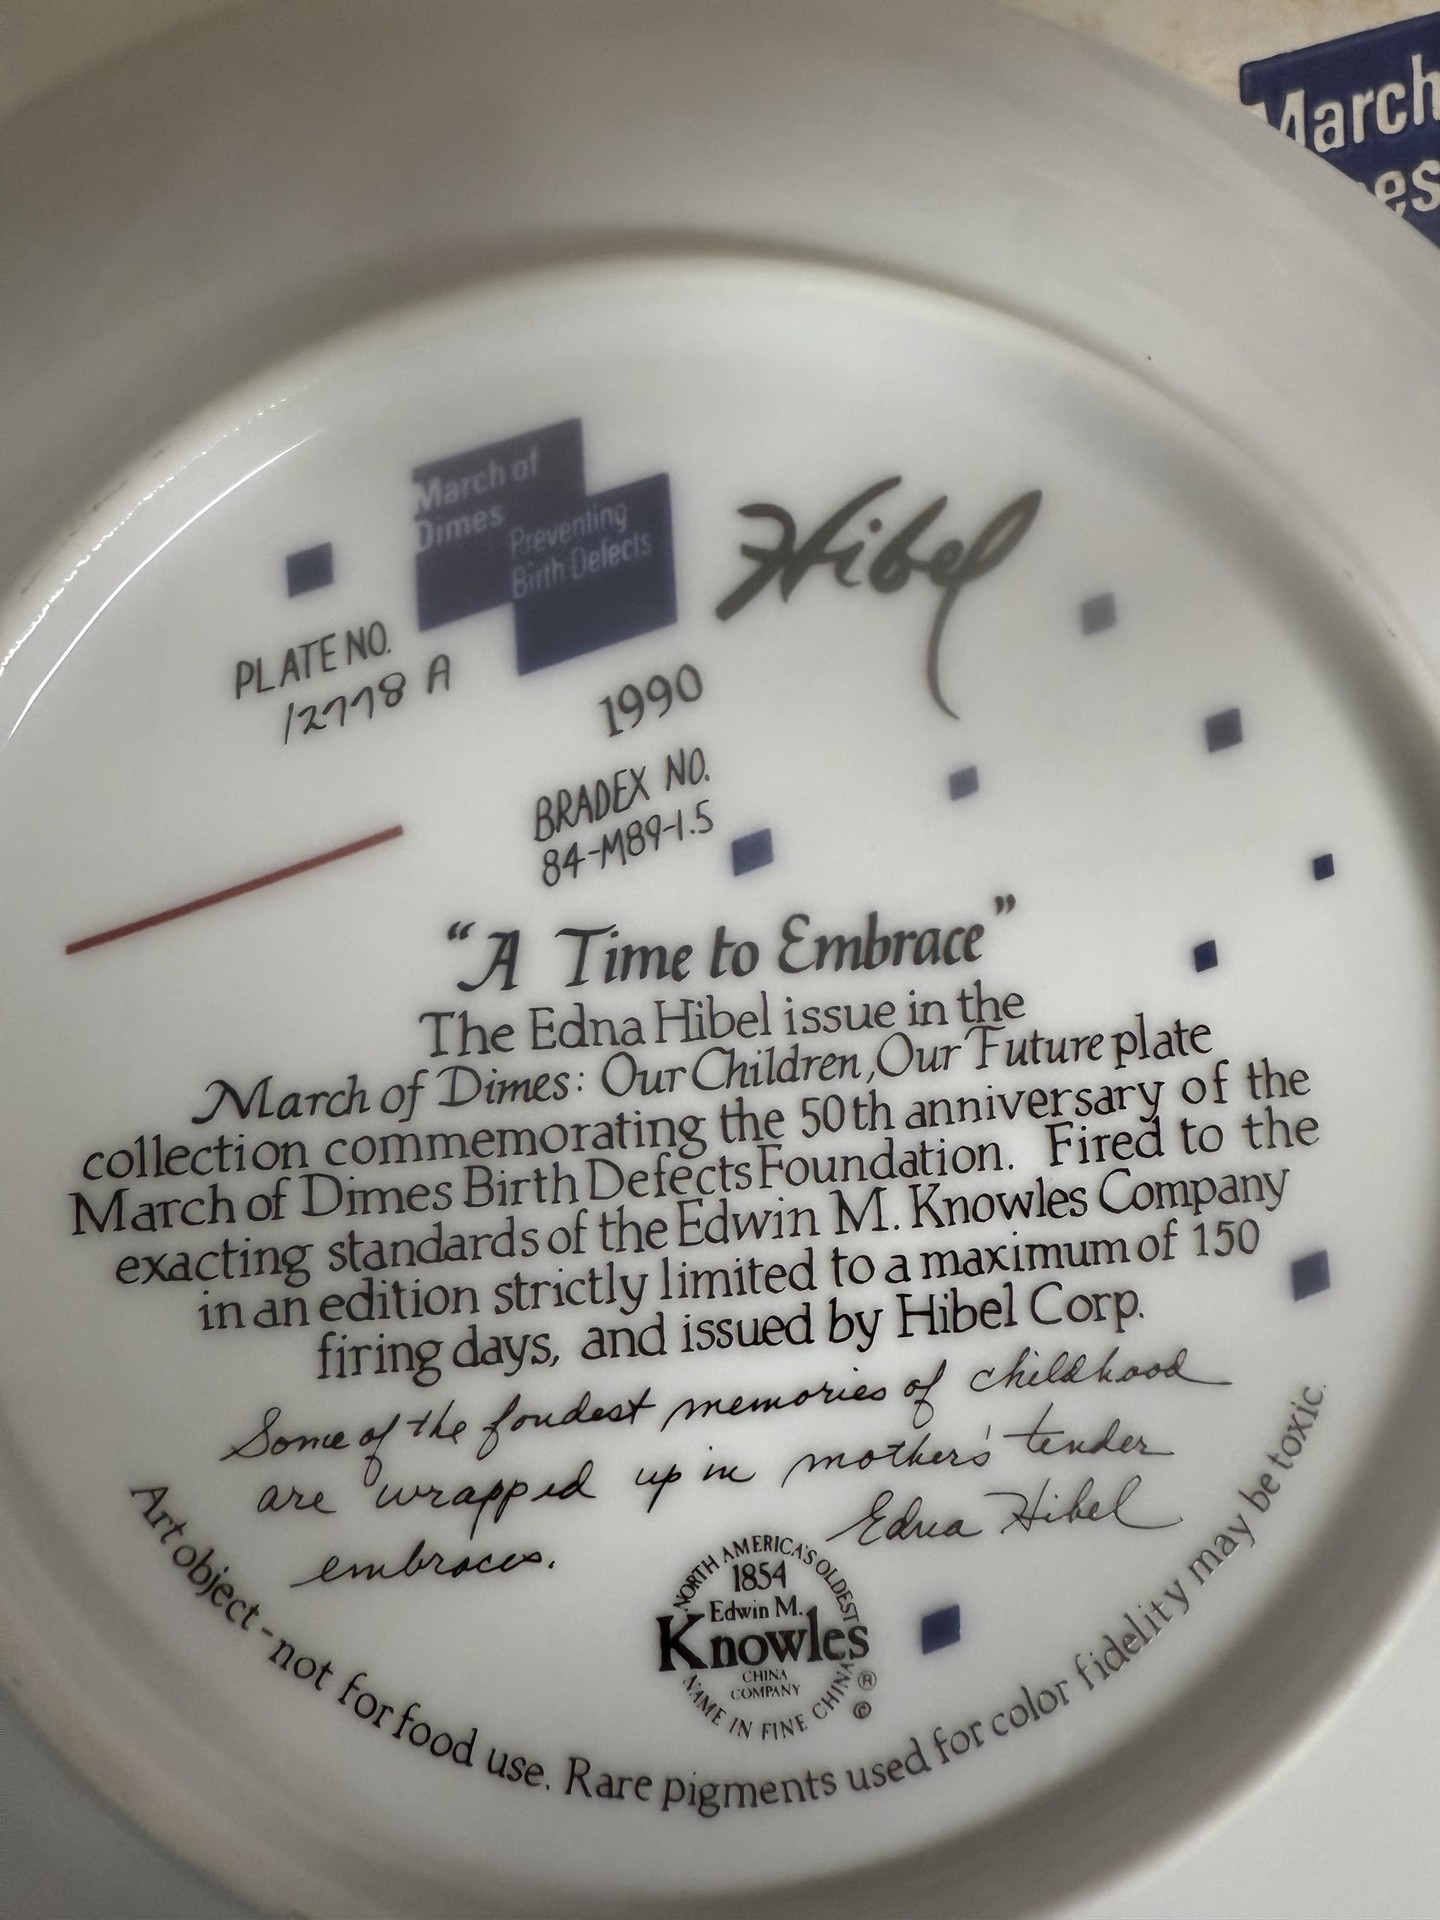 March
es
March of
Dimes
Preventing
Birth Defects
Hibel
PLATE NO.
12778 A
1990
BRADEX NO.
84-M89-1.5
"A Time to Embrace"
The Edna Hibel issue in the
March of Dimes: Our Children, Our Future plate
collection commemorating the 50th anniversary of the
March of Dimes Birth Defects Foundation. Fired to the
exacting standards of the Edwin M. Knowles Company
in an edition strictly limited to a maximum of 150
firing days, and issued by Hibel Corp.
Some of the fondest memories of childhood
are wrapped up in mother's tender
embraces.
Edna Hibel
NORTH AMERICA'S OLDEST
1854
Edwin M.
Knowles
CHINA
COMPANY
NAME IN FINE CHINA
®
©
Art object - not for food use. Rare pigments used for color fidelity may be toxic.